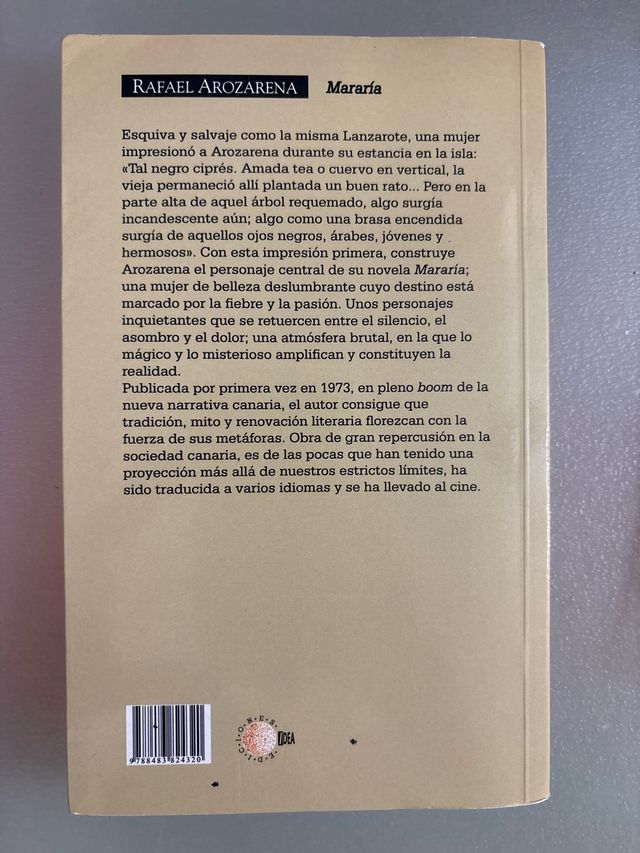 RAFAEL AROZARENA Mararía
Esquiva y salvaje como la misma Lanzarote, una mujer
impresionó a Arozarena durante su estancia en la isla:
«Tal negro ciprés. Amada tea o cuervo en vertical, la
vieja permaneció allí plantada un buen rato... Pero en la
parte alta de aquel árbol requemado, algo surgía
incandescente aún; algo como una brasa encendida
surgía de aquellos ojos negros, árabes, jóvenes y
hermosos». Con esta impresión primera, construye
Arozarena el personaje central de su novela Mararía;
una mujer de belleza deslumbrante cuyo destino está
marcado por la fiebre y la pasión. Unos personajes
inquietantes que se retuercen entre el silencio, el
asombro y el dolor; una atmósfera brutal, en la que lo
mágico y lo misterioso amplifican y constituyen la
realidad.
Publicada por primera vez en 1973, en pleno boom de la
nueva narrativa canaria, el autor consigue que
tradición, mito y renovación literaria florezcan con la
fuerza de sus metáforas. Obra de gran repercusión en la
sociedad canaria, es de las pocas que han tenido una
proyección más allá de nuestros estrictos límites, ha
sido traducida a varios idiomas y se ha llevado al cine.
9 788483 824320
E·D·I·C·I·O·N·E·S
IDEA